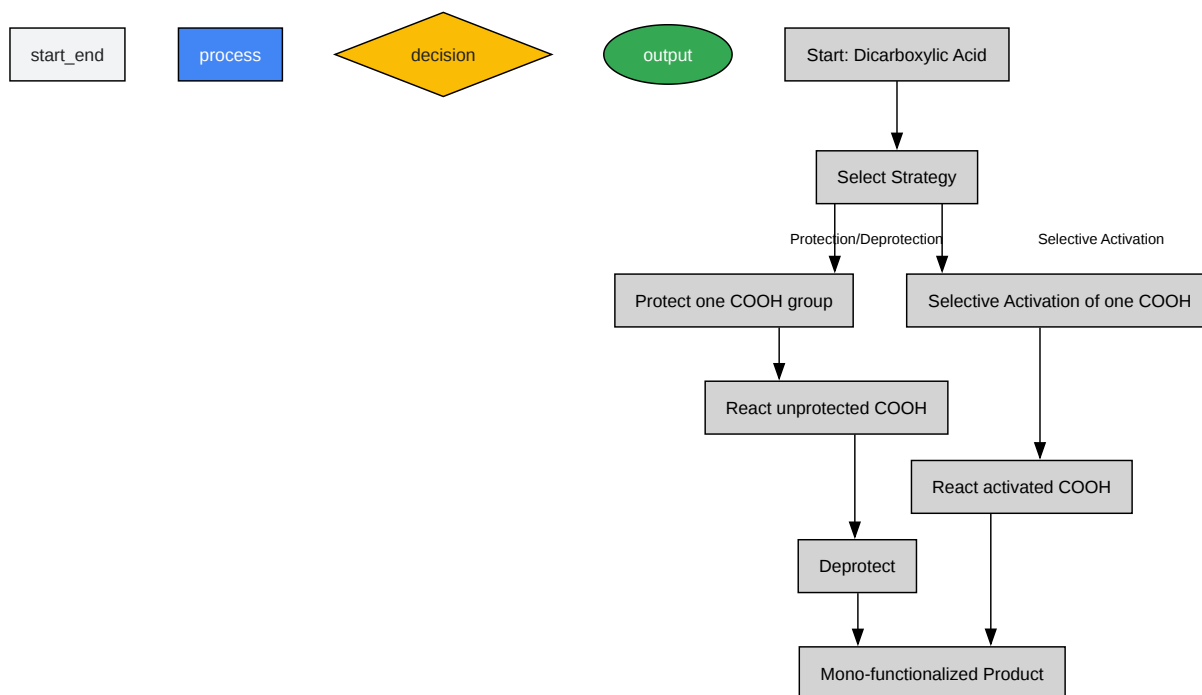 start_end
process
decision
output
Start: Dicarboxylic Acid
Select Strategy
Protection/Deprotection
Selective Activation
Protect one COOH group
Selective Activation of one COOH
React unprotected COOH
React activated COOH
Deprotect
Mono-functionalized Product